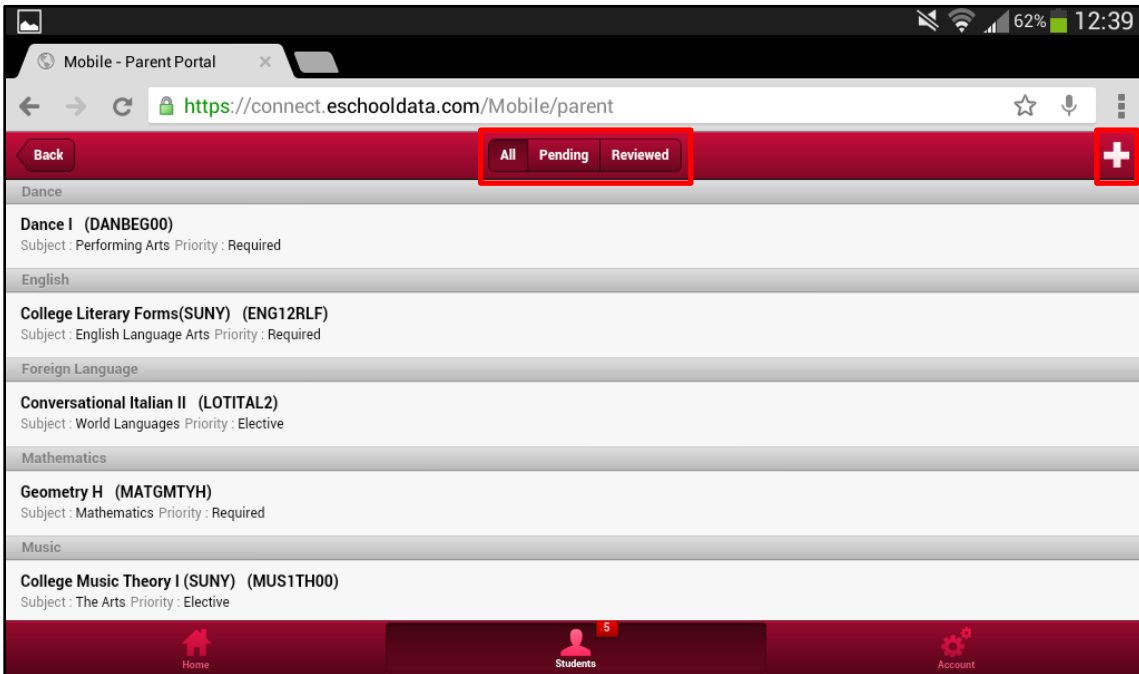 62% 12:39
Mobile - Parent Portal
https://connect.eschooldata.com/Mobile/parent
Back All Pending Reviewed
Dance
Dance I (DANBEG00)
Subject : Performing Arts Priority : Required
English
College Literary Forms(SUNY) (ENG12RLF)
Subject : English Language Arts Priority : Required
Foreign Language
Conversational Italian II (LOTITAL2)
Subject : World Languages Priority : Elective
Mathematics
Geometry H (MATGMTYH)
Subject : Mathematics Priority : Required
Music
College Music Theory I (SUNY) (MUS1TH00)
Subject : The Arts Priority : Elective
5
Home Students Account